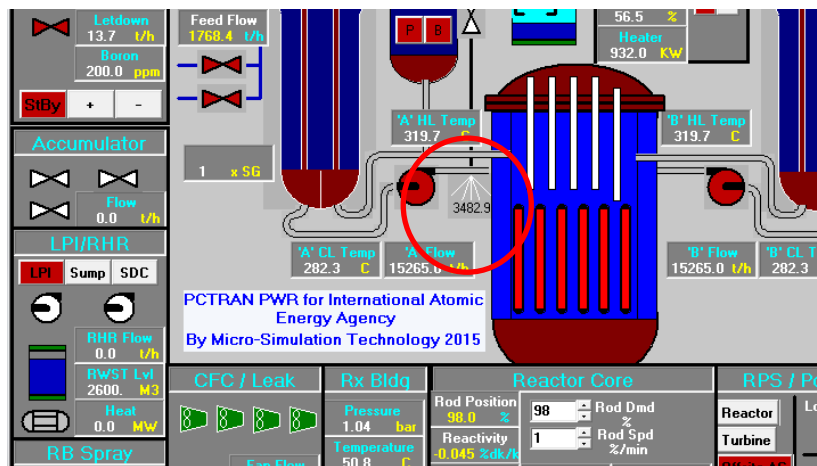 Letdown
13.7 t/h
Boron
200.0 ppm
StBy + -
Accumulator
Flow
0.0 t/h
LPI/RHR
LPI Sump SDC
RHR Flow
0.0 t/h
RWST Lvl
2600. M3
Heat
0.0 MW
RB Spray
Feed Flow
1768.4 t/h
1 x SG
P B
56.5 %
Heater
932.0 KW
'A' HL Temp
319.7 C
'B' HL Temp
319.7 C
3482.9
'A' CL Temp
282.3 C
'A' Flow
15265.0 t/h
'B' Flow
15265.0 t/h
'B' CL T
282.3
PCTRAN PWR for International Atomic
Energy Agency
By Micro-Simulation Technology 2015
CFC / Leak
Rx Bldg
Pressure
1.04 bar
Temperature
50.8 C
Reactor Core
Rod Position
98.0 %
Reactivity
-0.045 %dk/k
98 Rod Dmd
%
1 Rod Spd
%/min
RPS / Po
Reactor
Turbine
Lo